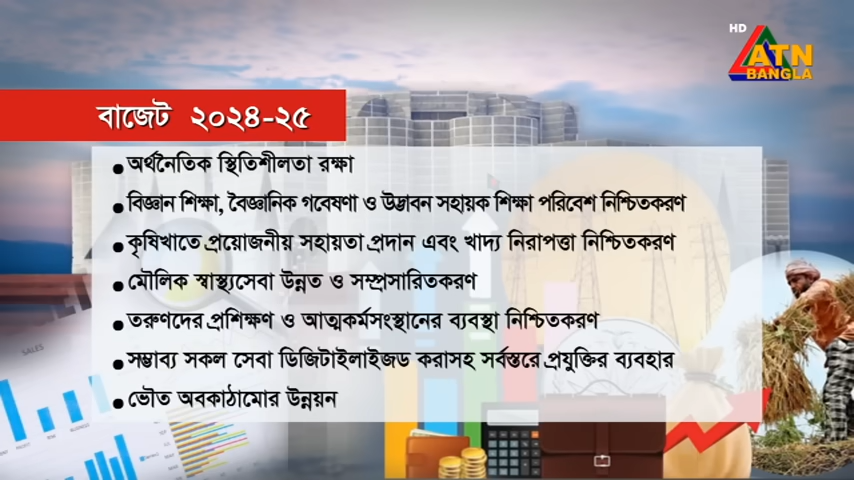 HD
ATN
BANGLA
বাজেট ২০২৪-২৫
• অর্থনৈতিক স্থিতিশীলতা রক্ষা
• বিজ্ঞান শিক্ষা, বৈজ্ঞানিক গবেষণা ও উদ্ভাবন সহায়ক শিক্ষা পরিবেশ নিশ্চিতকরণ
• কৃষিখাতে প্রয়োজনীয় সহায়তা প্রদান এবং খাদ্য নিরাপত্তা নিশ্চিতকরণ
• মৌলিক স্বাস্থ্যসেবা উন্নত ও সম্প্রসারিতকরণ
• তরুণদের প্রশিক্ষণ ও আত্মকর্মসংস্থানের ব্যবস্থা নিশ্চিতকরণ
• সম্ভাব্য সকল সেবা ডিজিটাইলাইজড করাসহ সর্বস্তরে প্রযুক্তির ব্যবহার
• ভৌত অবকাঠামোর উন্নয়ন
SALES